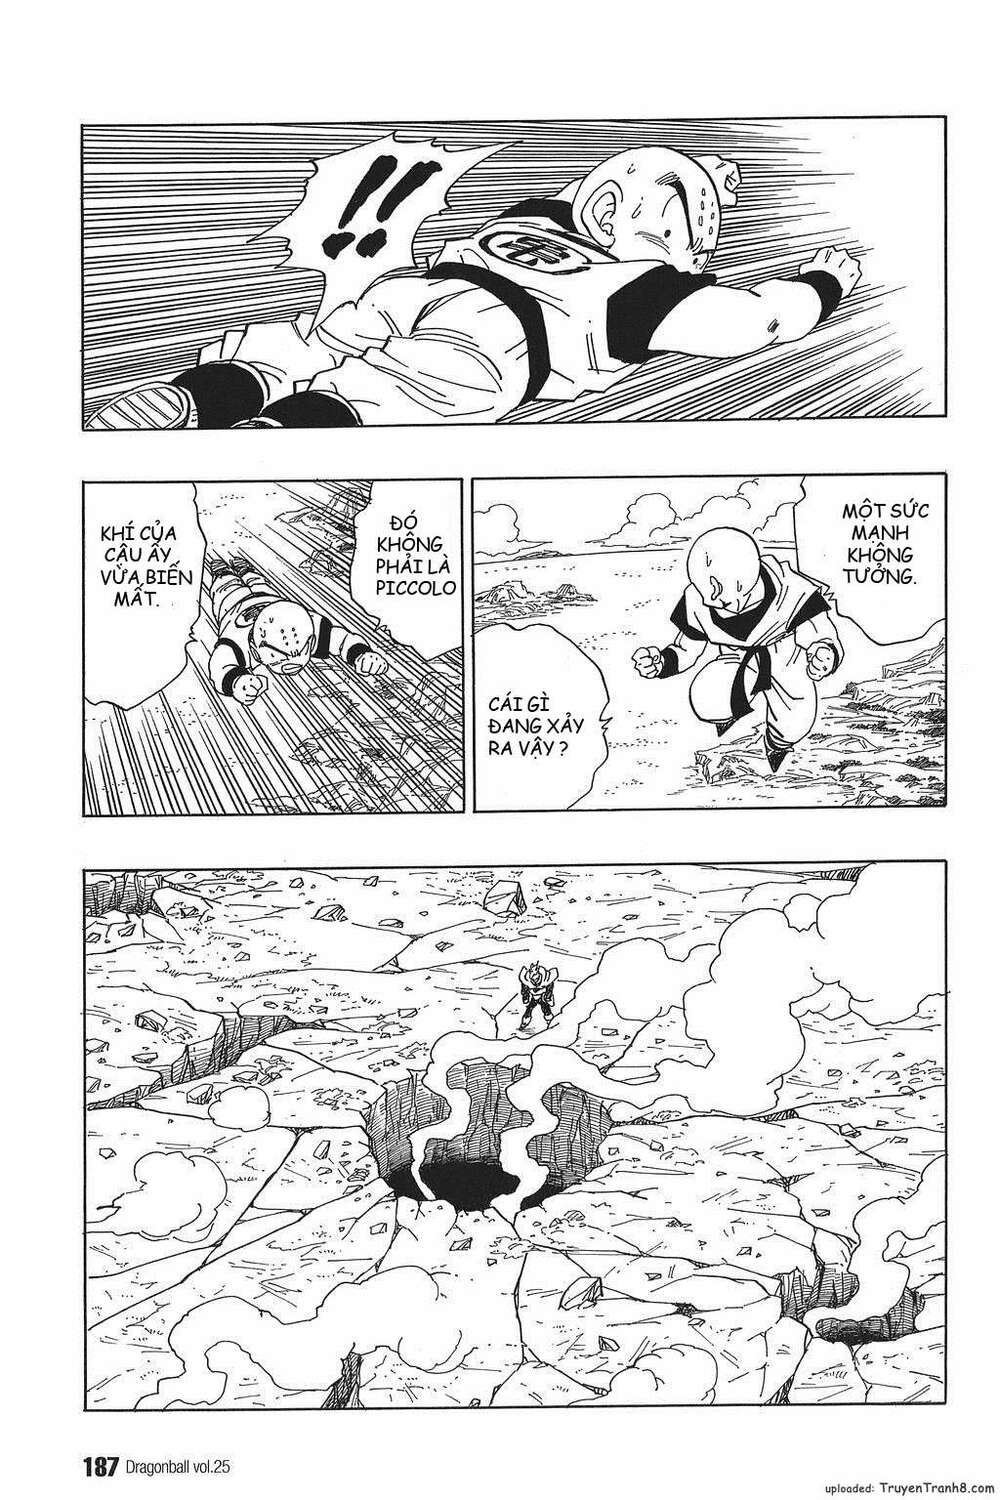 !!
MỘT SỨC
MẠNH
KHÔNG
TƯỞNG.
CÁI GÌ
ĐANG XẢY
RA VẬY ?
ĐÓ
KHÔNG
PHẢI LÀ
PICCOLO
KHÍ CỦA
CẬU ẤY
VỪA BIẾN
MẤT.
187 Dragonball vol.25
uploaded: TruyenTranh8.com